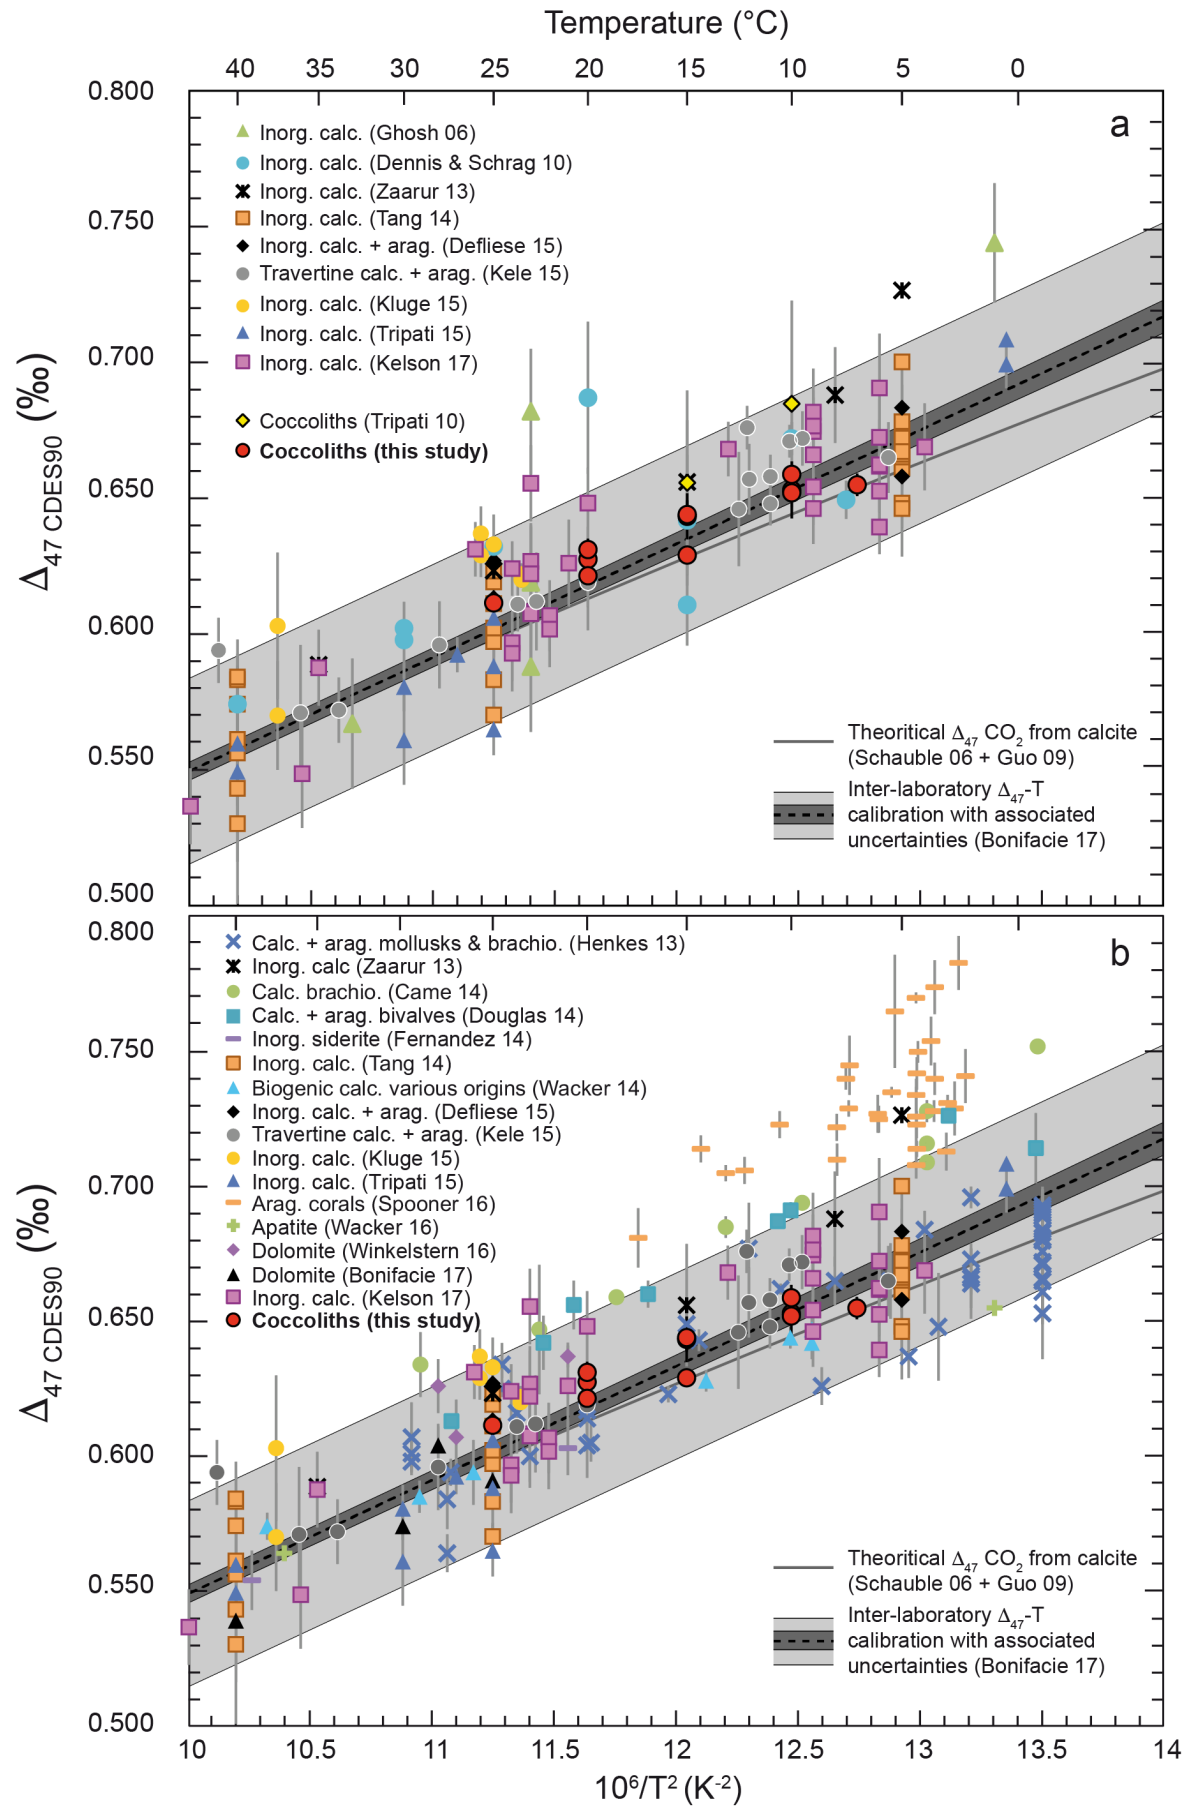 Temperature (°C)
40 35 30 25 20 15 10 5 0
a
0.800
0.750
0.700
0.650
0.600
0.550
0.500
Δ47 CDES90 (‰)
Inorg. calc. (Ghosh 06)
Inorg. calc. (Dennis & Schrag 10)
Inorg. calc. (Zaarur 13)
Inorg. calc. (Tang 14)
Inorg. calc. + arag. (Defliese 15)
Travertine calc. + arag. (Kele 15)
Inorg. calc. (Kluge 15)
Inorg. calc. (Tripati 15)
Inorg. calc. (Kelson 17)
Coccoliths (Tripati 10)
Coccoliths (this study)
Theoritical Δ47 CO2 from calcite
(Schauble 06 + Guo 09)
Inter-laboratory Δ47-T
calibration with associated
uncertainties (Bonifacie 17)
b
0.800
0.750
0.700
0.650
0.600
0.550
0.500
Δ47 CDES90 (‰)
Calc. + arag. mollusks & brachio. (Henkes 13)
Inorg. calc (Zaarur 13)
Calc. brachio. (Came 14)
Calc. + arag. bivalves (Douglas 14)
Inorg. siderite (Fernandez 14)
Inorg. calc. (Tang 14)
Biogenic calc. various origins (Wacker 14)
Inorg. calc. + arag. (Defliese 15)
Travertine calc. + arag. (Kele 15)
Inorg. calc. (Kluge 15)
Inorg. calc. (Tripati 15)
Arag. corals (Spooner 16)
Apatite (Wacker 16)
Dolomite (Winkelstern 16)
Dolomite (Bonifacie 17)
Inorg. calc. (Kelson 17)
Coccoliths (this study)
Theoritical Δ47 CO2 from calcite
(Schauble 06 + Guo 09)
Inter-laboratory Δ47-T
calibration with associated
uncertainties (Bonifacie 17)
10 10.5 11 11.5 12 12.5 13 13.5 14
10⁶/T² (K⁻²)